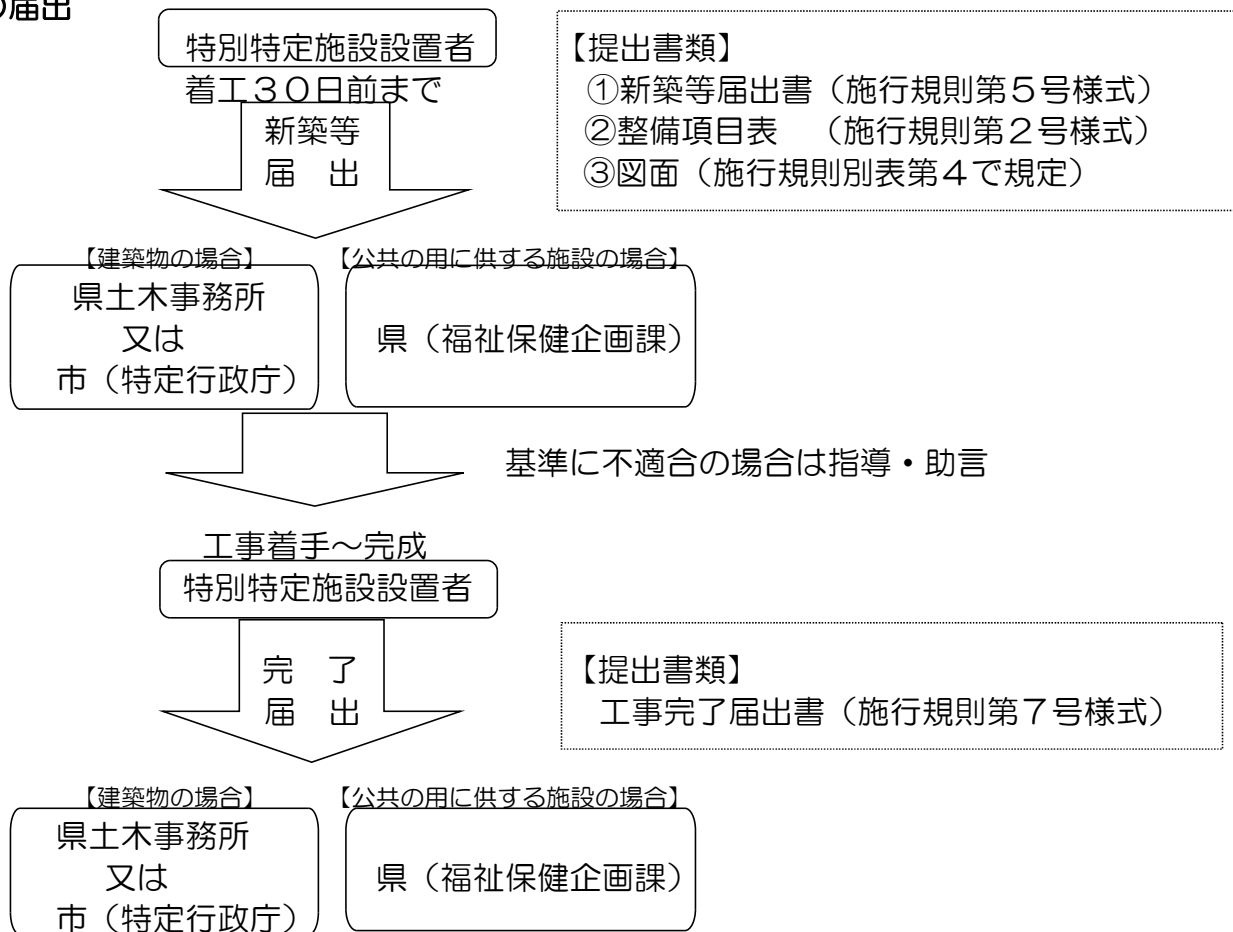 の届出
特別特定施設設置者
着工30日前まで
新築等
届　出
【提出書類】
①新築等届出書（施行規則第５号様式）
②整備項目表　（施行規則第２号様式）
③図面（施行規則別表第４で規定）
【建築物の場合】
県土木事務所
又は
市（特定行政庁）
【公共の用に供する施設の場合】
県（福祉保健企画課）
基準に不適合の場合は指導・助言
工事着手～完成
特別特定施設設置者
完　了
届　出
【提出書類】
工事完了届出書（施行規則第７号様式）
【建築物の場合】
県土木事務所
又は
市（特定行政庁）
【公共の用に供する施設の場合】
県（福祉保健企画課）